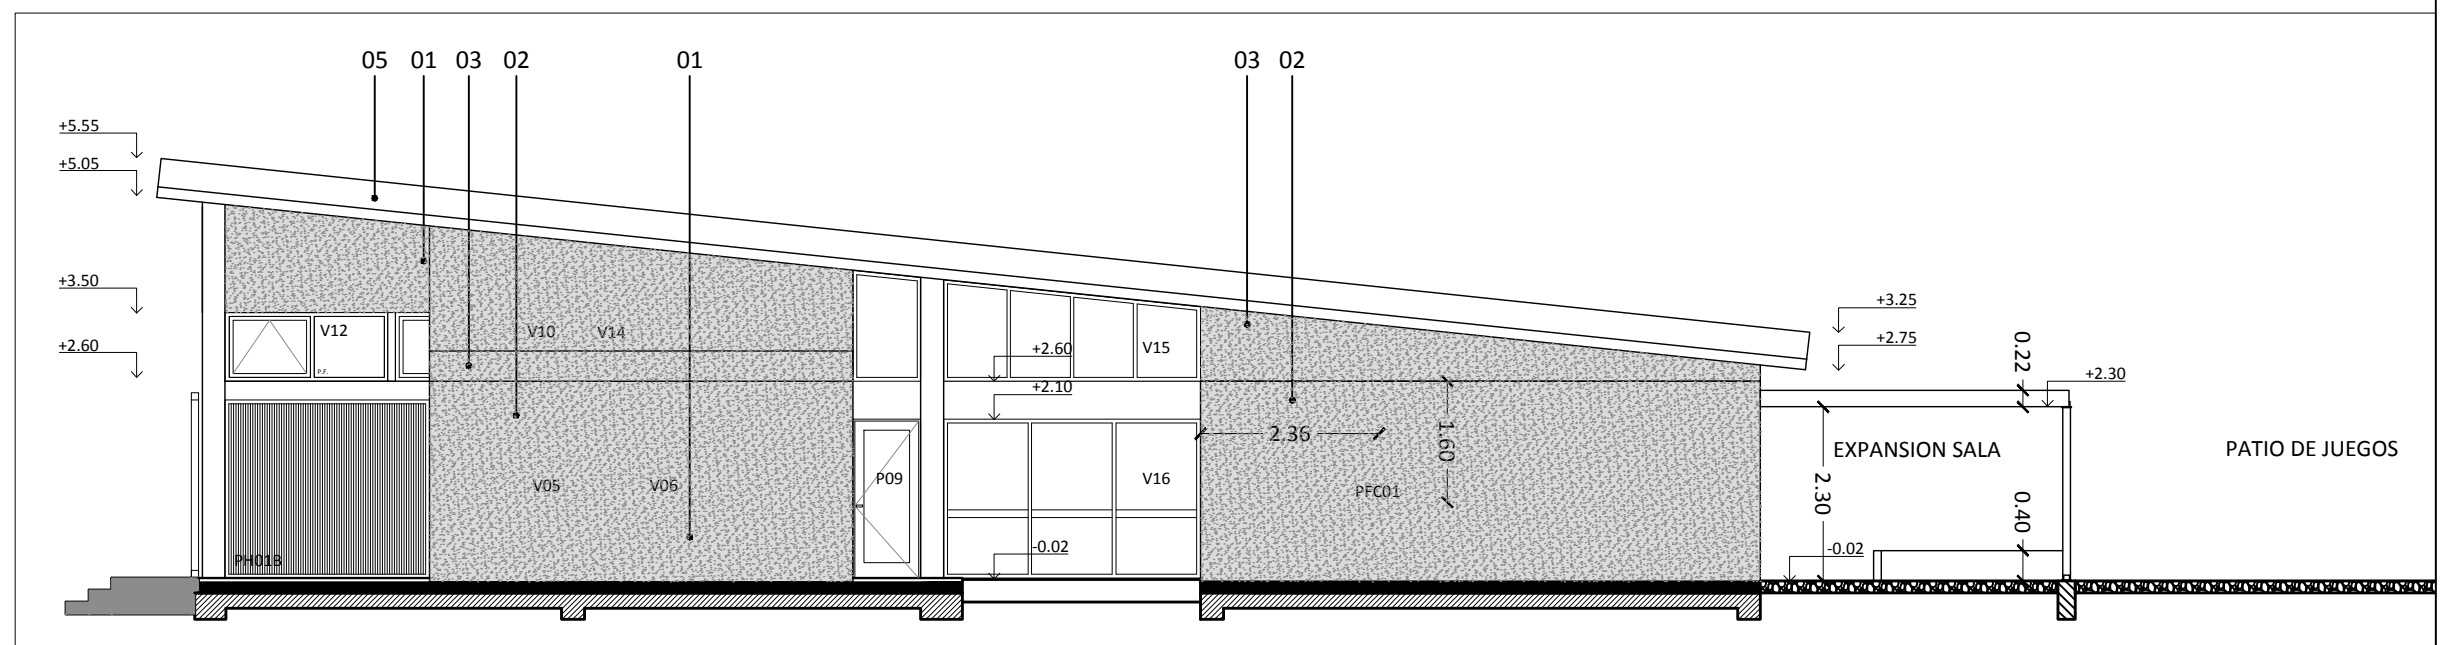 05 01 03 02 01 03 02
+5.55
+5.05
+3.50
+2.60
+3.25
+2.75
0.22
+2.30
V12
P.F.
V10 V14
+2.60
V15
+2.10
2.36
1.60
EXPANSION SALA
PATIO DE JUEGOS
V05 V06
P09
V16
PFC01
2.30
0.40
PH01B
-0.02
-0.02